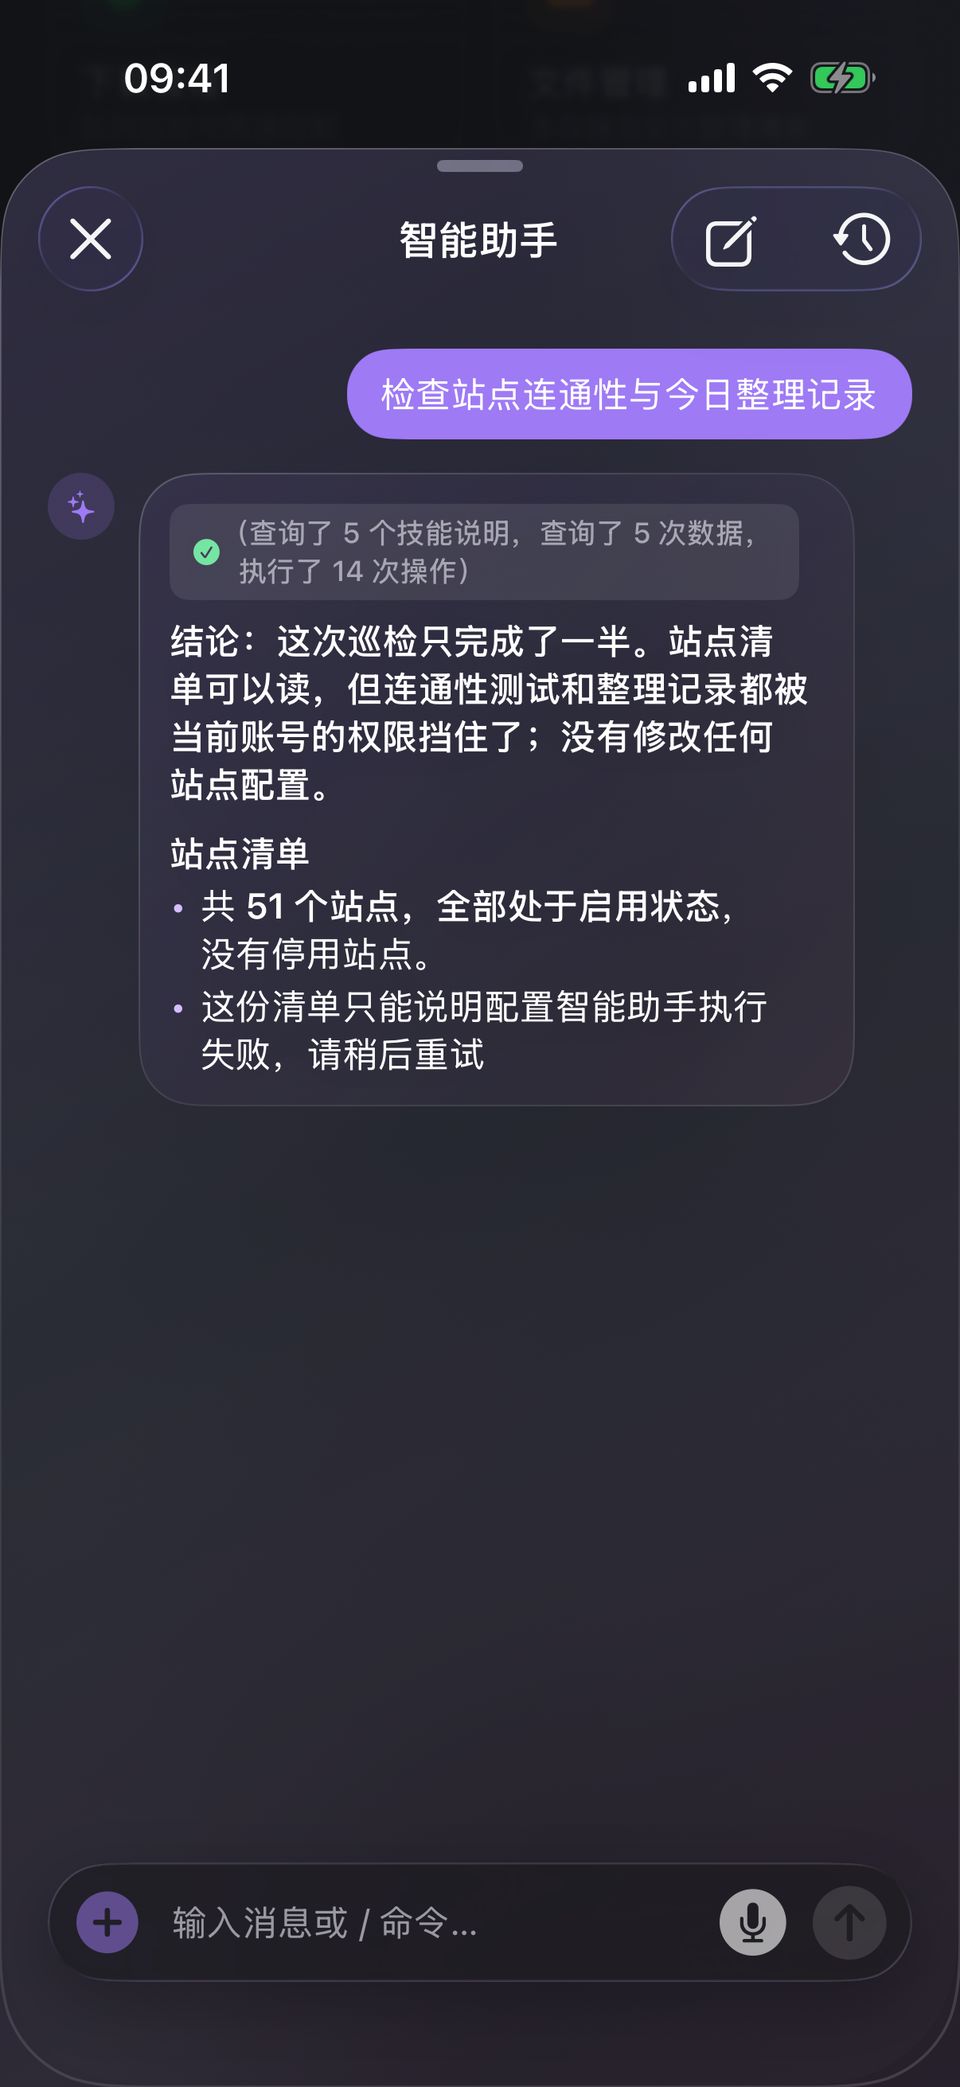 09:41
智能助手
检查站点连通性与今日整理记录
(查询了 5 个技能说明，查询了 5 次数据，
执行了 14 次操作)
结论：这次巡检只完成了一半。站点清
单可以读，但连通性测试和整理记录都被
当前账号的权限挡住了；没有修改任何
站点配置。
站点清单
• 共 51 个站点，全部处于启用状态，
没有停用站点。
• 这份清单只能说明配置智能助手执行
失败，请稍后重试
输入消息或 / 命令...